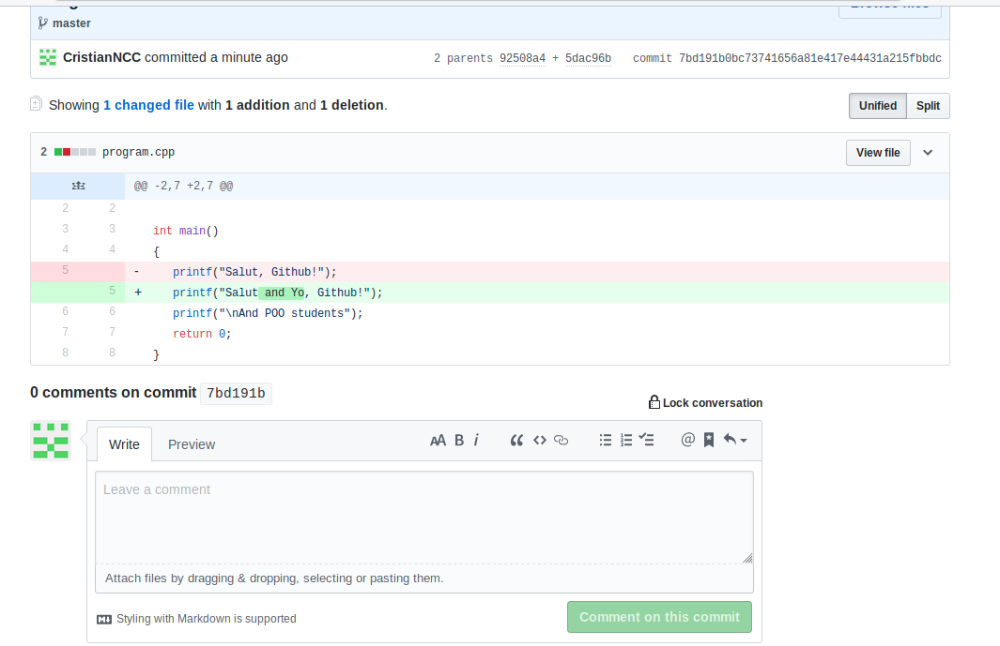 master
CristianNCC committed a minute ago 2 parents 92508a4 + 5dac96b commit 7bd191b0bc73741656a81e417e44431a215fbbdc
Showing 1 changed file with 1 addition and 1 deletion. Unified Split
2 program.cpp View file
@@ -2,7 +2,7 @@
2 2
3 3 int main()
4 4 {
5 - printf("Salut, Github!");
5 + printf("Salut and Yo, Github!");
6 6 printf("\nAnd POO students");
7 7 return 0;
8 8 }
0 comments on commit 7bd191b
Lock conversation
Write Preview AA B i @
Leave a comment
Attach files by dragging & dropping, selecting or pasting them.
Styling with Markdown is supported Comment on this commit